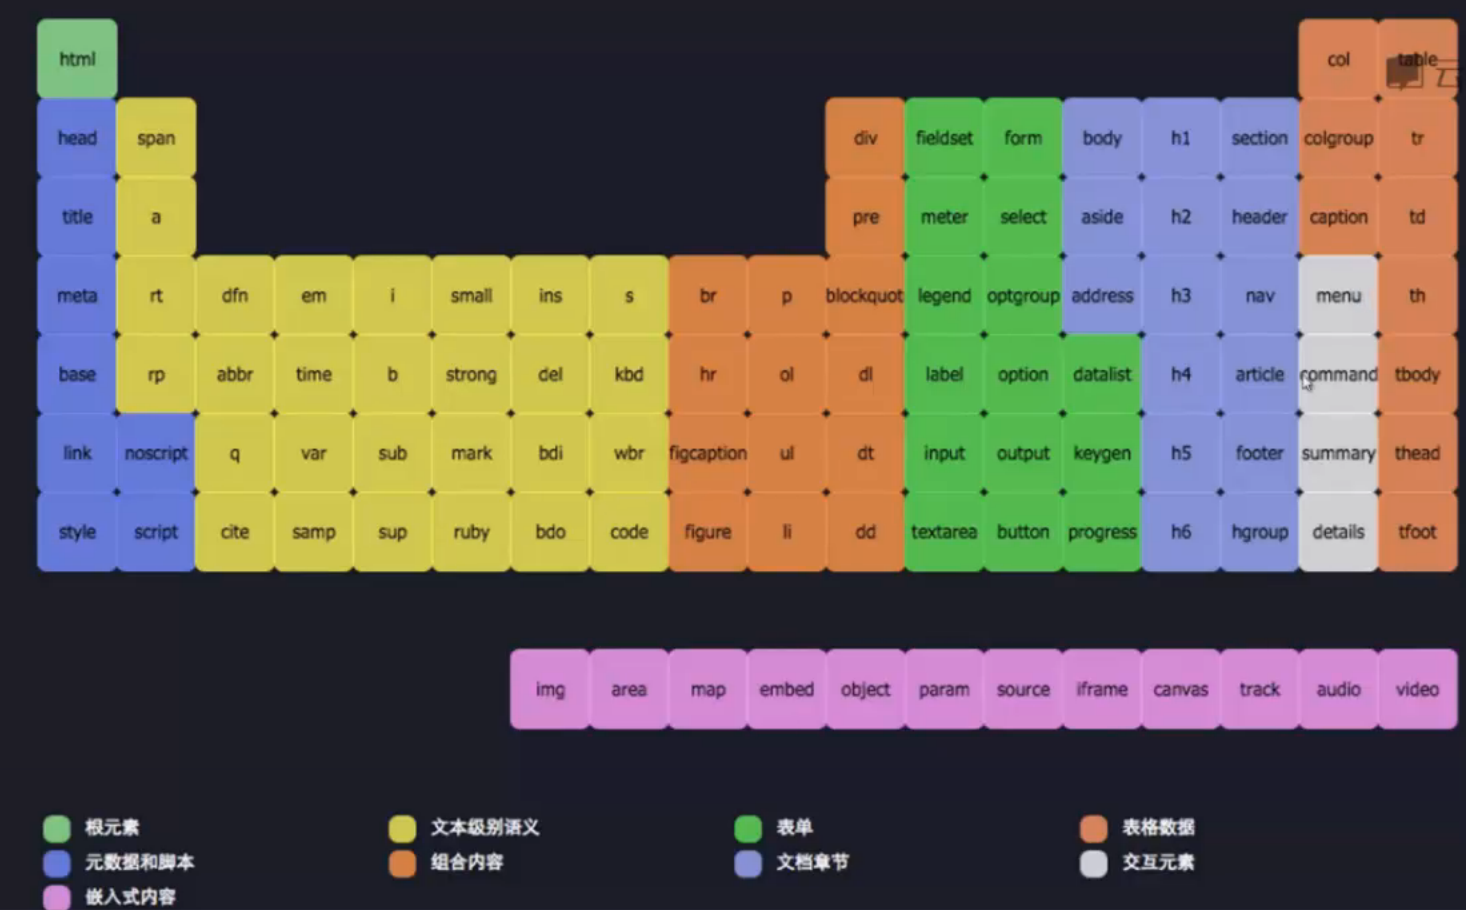 html col table
head span div fieldset form body h1 section colgroup tr
title a pre meter select aside h2 header caption td
meta rt dfn em i small ins s br p blockquot legend optgroup address h3 nav menu th
base rp abbr time b strong del kbd hr ol dl label option datalist h4 article command tbody
link noscript q var sub mark bdi wbr figcaption ul dt input output keygen h5 footer summary thead
style script cite samp sup ruby bdo code figure li dd textarea button progress h6 hgroup details tfoot
img area map embed object param source iframe canvas track audio video
根元素 文本级别语义 表单 表格数据
元数据和脚本 组合内容 文档章节 交互元素
嵌入式内容